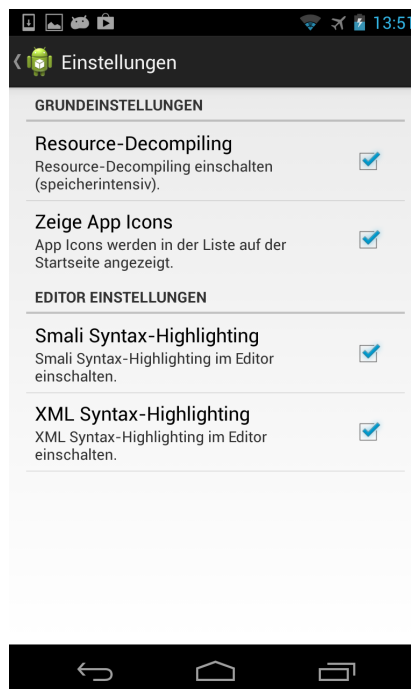 13:51
Einstellungen
GRUNDEINSTELLUNGEN
Resource-Decompiling
Resource-Decompiling einschalten
(speicherintensiv).
Zeige App Icons
App Icons werden in der Liste auf der
Startseite angezeigt.
EDITOR EINSTELLUNGEN
Smali Syntax-Highlighting
Smali Syntax-Highlighting im Editor
einschalten.
XML Syntax-Highlighting
XML Syntax-Highlighting im Editor
einschalten.